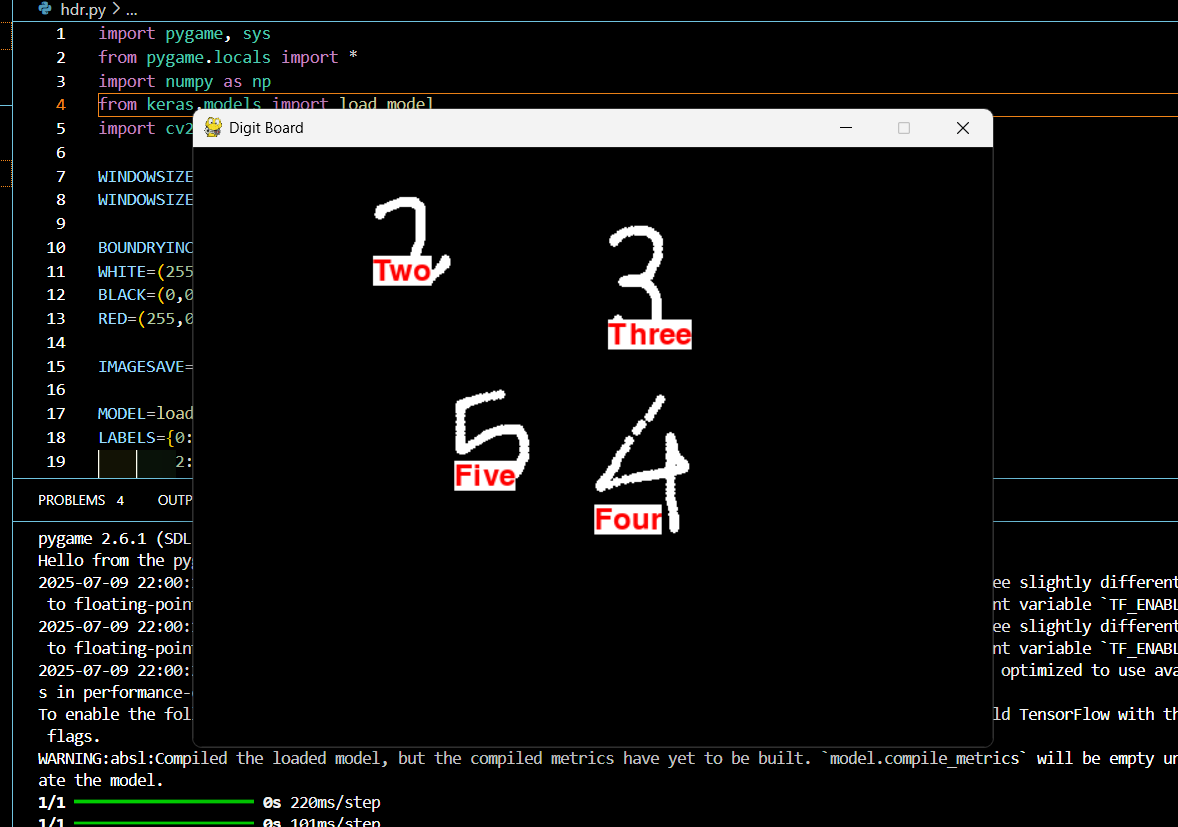 hdr.py > ...
1 import pygame, sys
2 from pygame.locals import *
3 import numpy as np
4 from keras.models import load_model
5 import cv2
6
7 WINDOWSIZE
8 WINDOWSIZE
9
10 BOUNDRYINC
11 WHITE=(255
12 BLACK=(0,0
13 RED=(255,0
14
15 IMAGESAVE=
16
17 MODEL=load
18 LABELS={0:
19 2:
Digit Board
2
Two
3
Three
5
Five
4
Four
PROBLEMS 4 OUTP
pygame 2.6.1 (SDL
Hello from the pyg
2025-07-09 22:00: ee slightly different
to floating-poin nt variable `TF_ENABL
2025-07-09 22:00: ee slightly different
to floating-poin nt variable `TF_ENABL
2025-07-09 22:00: optimized to use ava
s in performance-
To enable the fol ld TensorFlow with th
flags.
WARNING:absl:Compiled the loaded model, but the compiled metrics have yet to be built. `model.compile_metrics` will be empty un
ate the model.
1/1 0s 220ms/step
1/1 0s 101ms/step